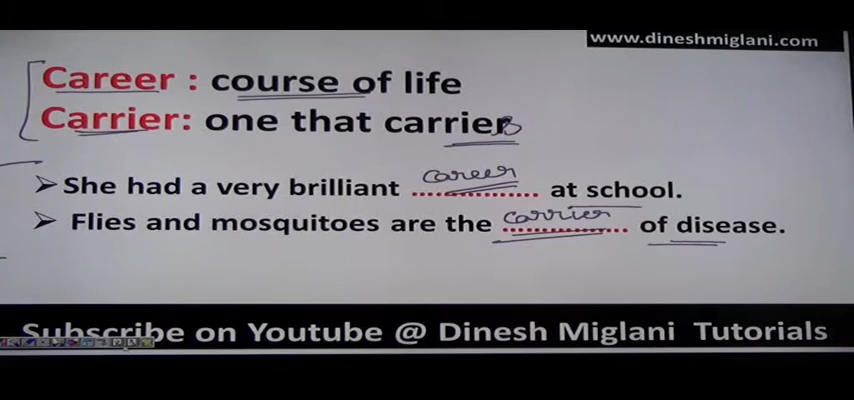 www.dineshmiglani.com
Career : course of life
Carrier: one that carriers
She had a very brilliant career at school.
Flies and mosquitoes are the carrier of disease.
Subscribe on Youtube @ Dinesh Miglani Tutorials